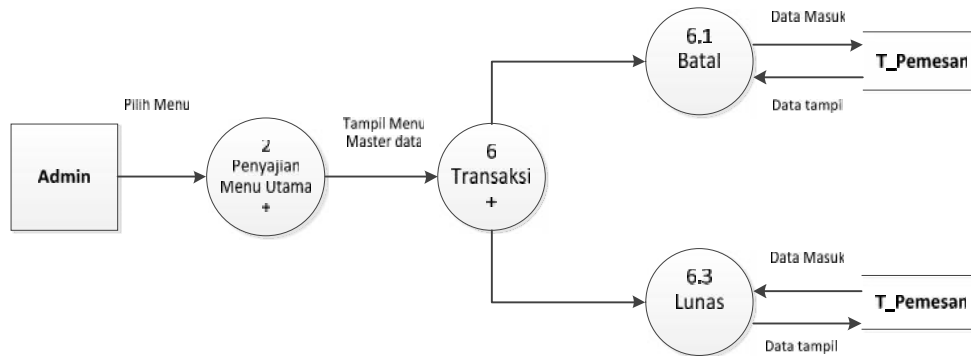 Data Masuk
6.1
Batal
T_Pemesan
Data tampil
Pilih Menu
Tampil Menu
Master data
Admin
2
Penyajian
Menu Utama
+
6
Transaksi
+
Data Masuk
6.3
Lunas
T_Pemesan
Data tampil